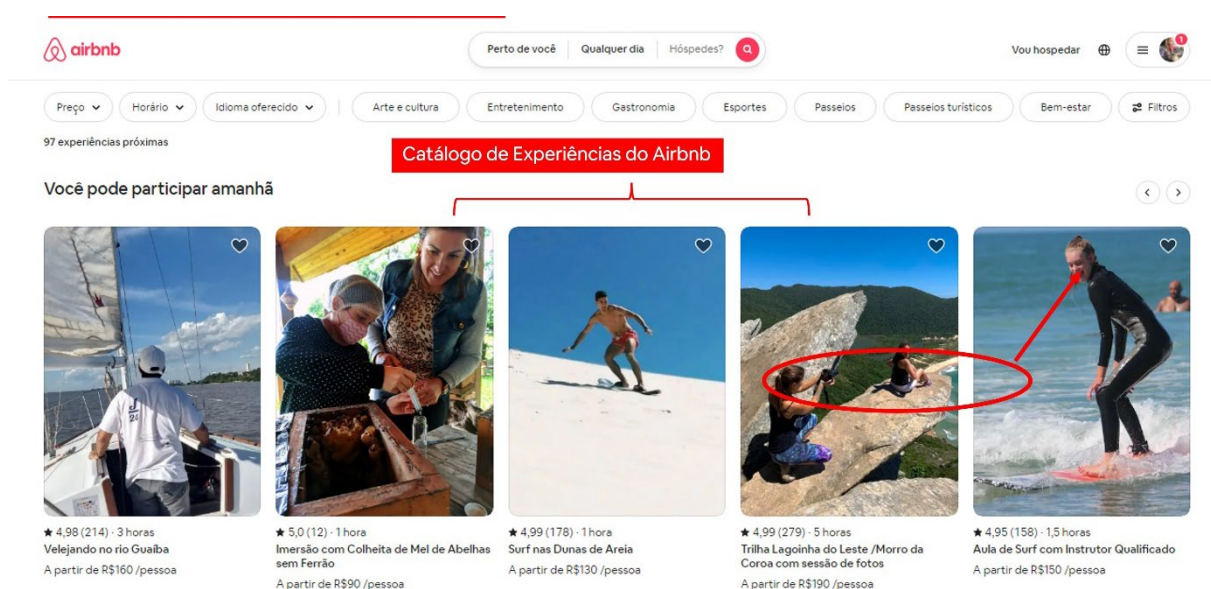 airbnb
Perto de você Qualquer dia Hóspedes?
Vou hospedar
1
Preço Horário Idioma oferecido Arte e cultura Entretenimento Gastronomia Esportes Passeios Passeios turísticos Bem-estar Filtros
97 experiências próximas
Catálogo de Experiências do Airbnb
Você pode participar amanhã
J
24
★ 4,98 (214) · 3 horas
Velejando no rio Guaíba
A partir de R$160 /pessoa
★ 5,0 (12) · 1 hora
Imersão com Colheita de Mel de Abelhas
sem Ferrão
A partir de R$90 /pessoa
★ 4,99 (178) · 1 hora
Surf nas Dunas de Areia
A partir de R$130 /pessoa
★ 4,99 (279) · 5 horas
Trilha Lagoinha do Leste /Morro da
Coroa com sessão de fotos
A partir de R$190 /pessoa
★ 4,95 (158) · 1,5 horas
Aula de Surf com Instrutor Qualificado
A partir de R$150 /pessoa